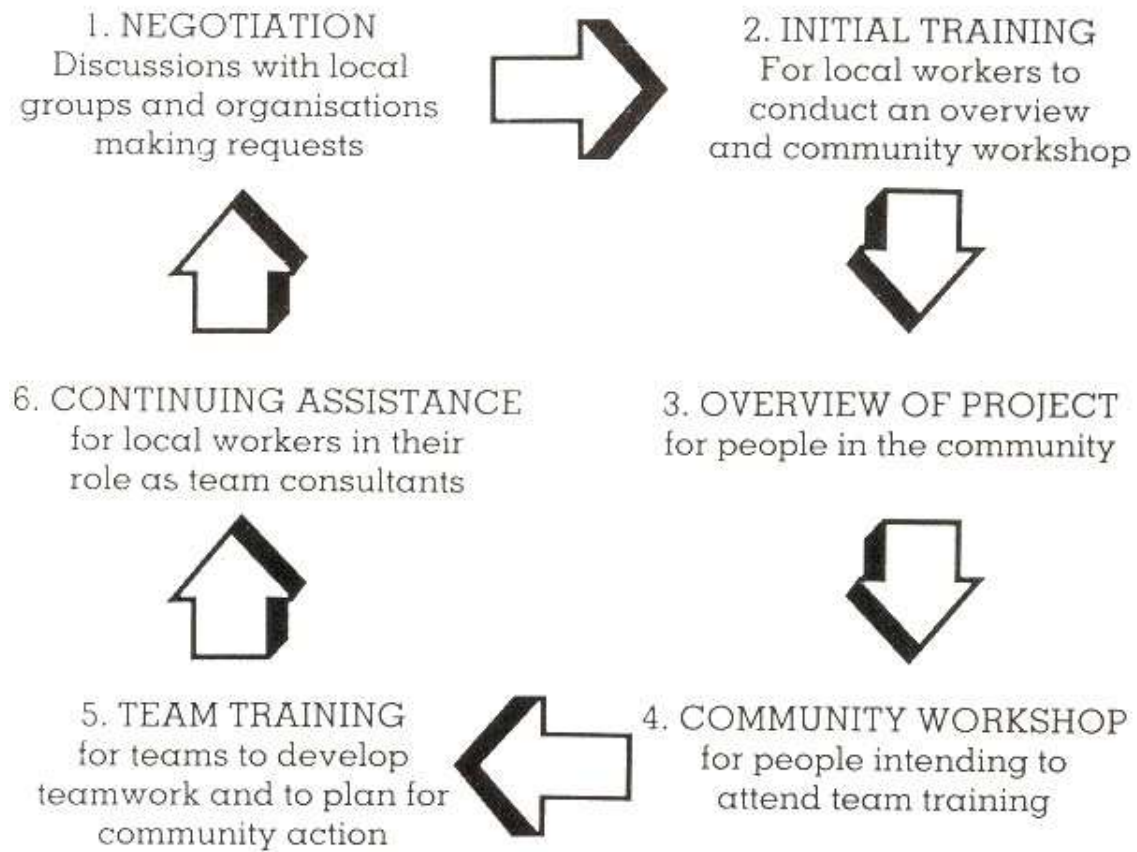 1. NEGOTIATION
Discussions with local
groups and organisations
making requests
2. INITIAL TRAINING
For local workers to
conduct an overview
and community workshop
3. OVERVIEW OF PROJECT
for people in the community
4. COMMUNITY WORKSHOP
for people intending to
attend team training
5. TEAM TRAINING
for teams to develop
teamwork and to plan for
community action
6. CONTINUING ASSISTANCE
for local workers in their
role as team consultants